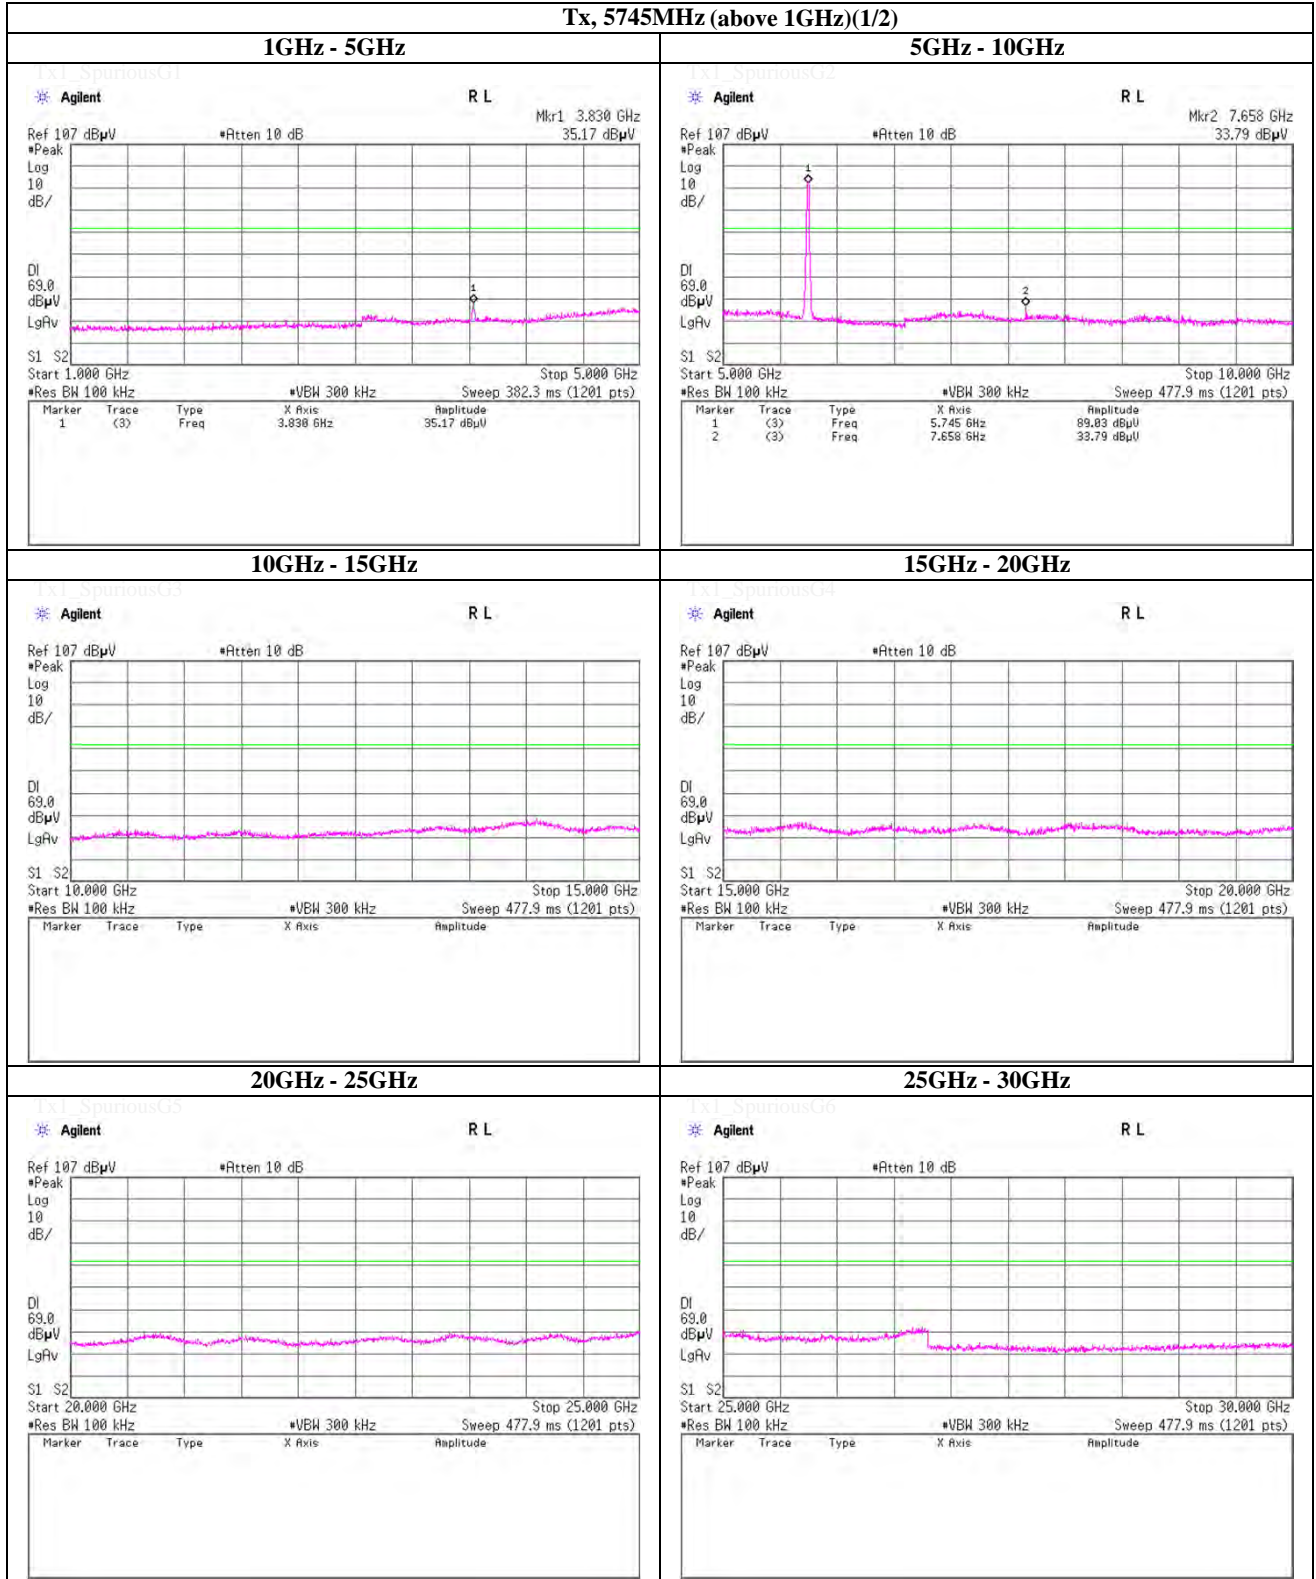 Tx, 5745MHz (above 1GHz)(1/2)
1GHz - 5GHz
5GHz - 10GHz
Tx1_SpuriousG1
Agilent
R L
Mkr1 3.830 GHz
Ref 107 dBµV
#Atten 10 dB
35.17 dBµV
#Peak
Log
10
dB/
1
DI
69.0
dBµV
LgAv
S1 S2
Start 1.000 GHz
Stop 5.000 GHz
#Res BW 100 kHz
#VBW 300 kHz
Sweep 382.3 ms (1201 pts)
Marker Trace Type X Axis Amplitude
1 (3) Freq 3.830 GHz 35.17 dBµV
Tx1_SpuriousG2
Agilent
R L
Mkr2 7.658 GHz
Ref 107 dBµV
#Atten 10 dB
33.79 dBµV
#Peak
Log
10
dB/
1
2
DI
69.0
dBµV
LgAv
S1 S2
Start 5.000 GHz
Stop 10.000 GHz
#Res BW 100 kHz
#VBW 300 kHz
Sweep 477.9 ms (1201 pts)
Marker Trace Type X Axis Amplitude
1 (3) Freq 5.745 GHz 89.03 dBµV
2 (3) Freq 7.658 GHz 33.79 dBµV
10GHz - 15GHz
15GHz - 20GHz
Tx1_SpuriousG3
Agilent
R L
Ref 107 dBµV
#Atten 10 dB
#Peak
Log
10
dB/
DI
69.0
dBµV
LgAv
S1 S2
Start 10.000 GHz
Stop 15.000 GHz
#Res BW 100 kHz
#VBW 300 kHz
Sweep 477.9 ms (1201 pts)
Marker Trace Type X Axis Amplitude
Tx1_SpuriousG4
Agilent
R L
Ref 107 dBµV
#Atten 10 dB
#Peak
Log
10
dB/
DI
69.0
dBµV
LgAv
S1 S2
Start 15.000 GHz
Stop 20.000 GHz
#Res BW 100 kHz
#VBW 300 kHz
Sweep 477.9 ms (1201 pts)
Marker Trace Type X Axis Amplitude
20GHz - 25GHz
25GHz - 30GHz
Tx1_SpuriousG5
Agilent
R L
Ref 107 dBµV
#Atten 10 dB
#Peak
Log
10
dB/
DI
69.0
dBµV
LgAv
S1 S2
Start 20.000 GHz
Stop 25.000 GHz
#Res BW 100 kHz
#VBW 300 kHz
Sweep 477.9 ms (1201 pts)
Marker Trace Type X Axis Amplitude
Tx1_SpuriousG6
Agilent
R L
Ref 107 dBµV
#Atten 10 dB
#Peak
Log
10
dB/
DI
69.0
dBµV
LgAv
S1 S2
Start 25.000 GHz
Stop 30.000 GHz
#Res BW 100 kHz
#VBW 300 kHz
Sweep 477.9 ms (1201 pts)
Marker Trace Type X Axis Amplitude